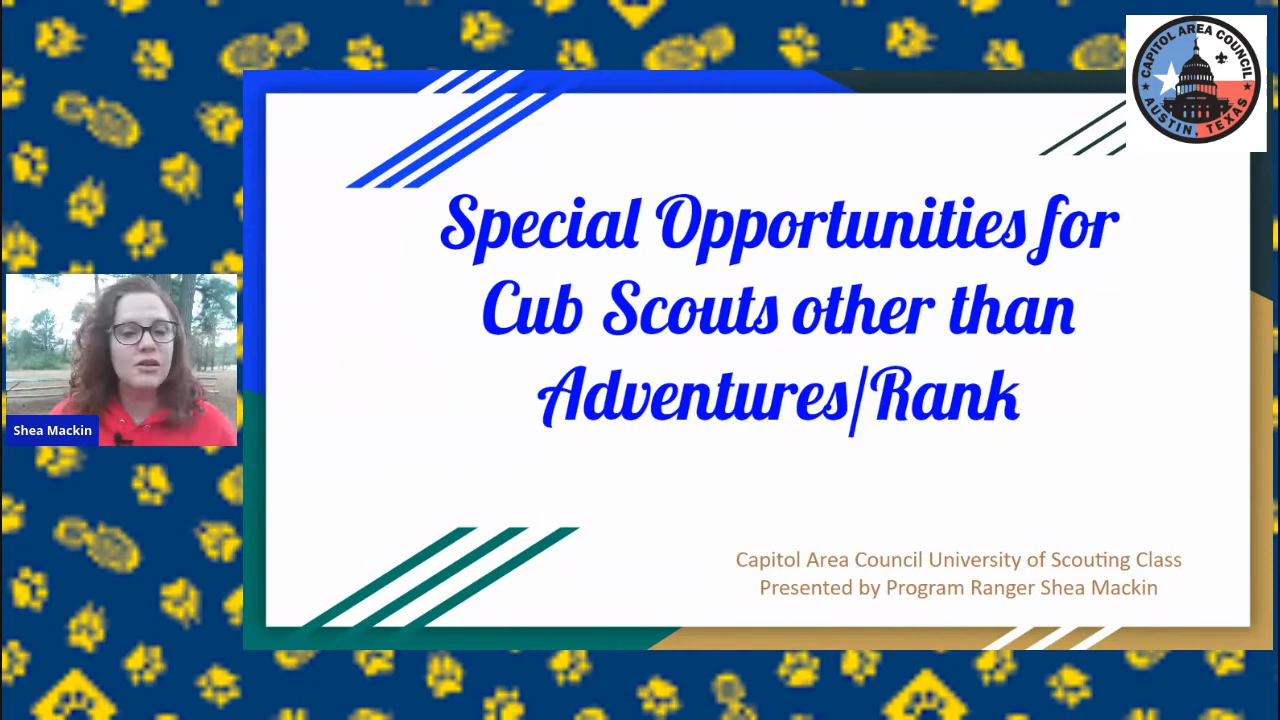 CAPITOL AREA COUNCIL
AUSTIN, TEXAS
Special Opportunities for
Cub Scouts other than
Adventures/Rank
Shea Mackin
Capitol Area Council University of Scouting Class
Presented by Program Ranger Shea Mackin